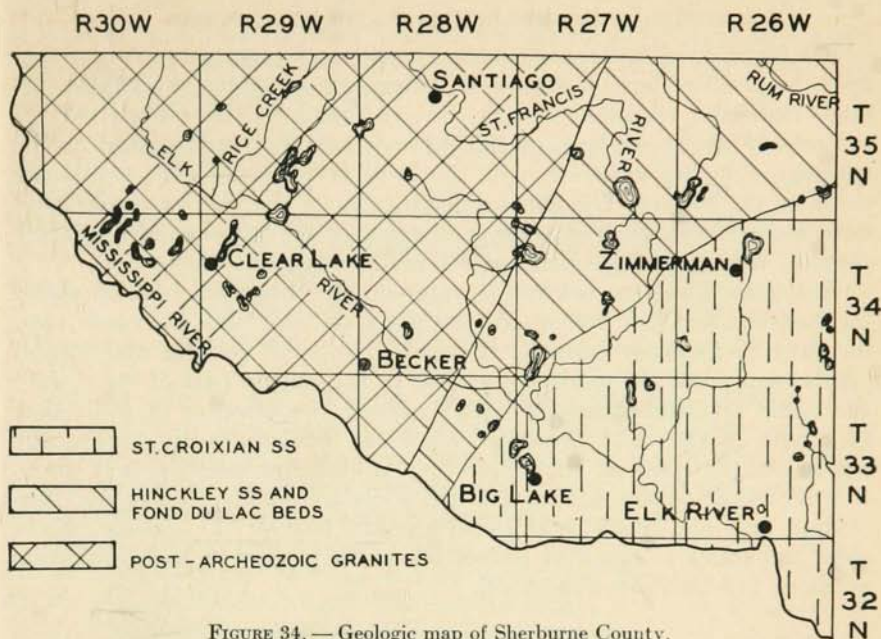 R30W R29W R28W R27W R26W
SANTIAGO
RUM RIVER
ST. FRANCIS
RIVER
ELK
RICE CREEK
T
35
N
MISSISSIPPI RIVER
CLEAR LAKE
RIVER
ZIMMERMAN
T
34
N
BECKER
ST. CROIXIAN SS
HINCKLEY SS AND
FOND DU LAC BEDS
POST-ARCHEOZOIC GRANITES
BIG LAKE
ELK RIVER
T
33
N
T
32
N
FIGURE 34. — Geologic map of Sherburne County.